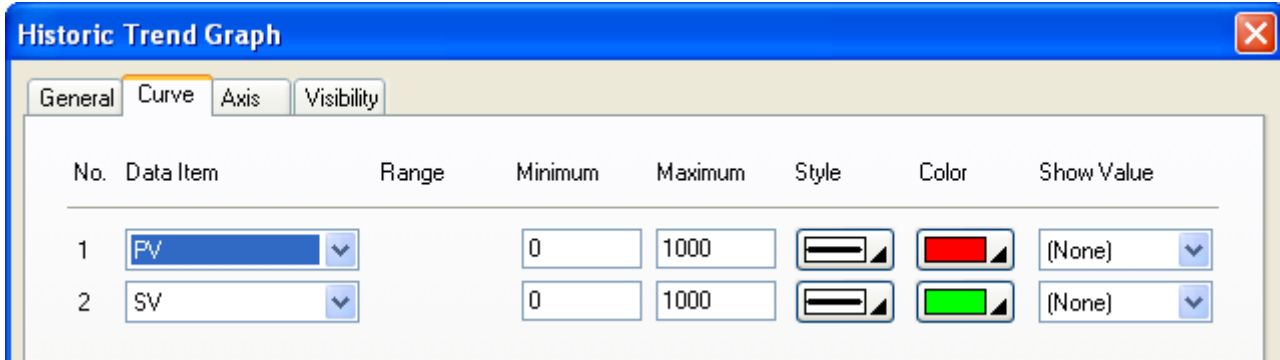 Historic Trend Graph
General Curve Axis Visibility
No. Data Item Range Minimum Maximum Style Color Show Value
1 PV 0 1000 (None)
2 SV 0 1000 (None)